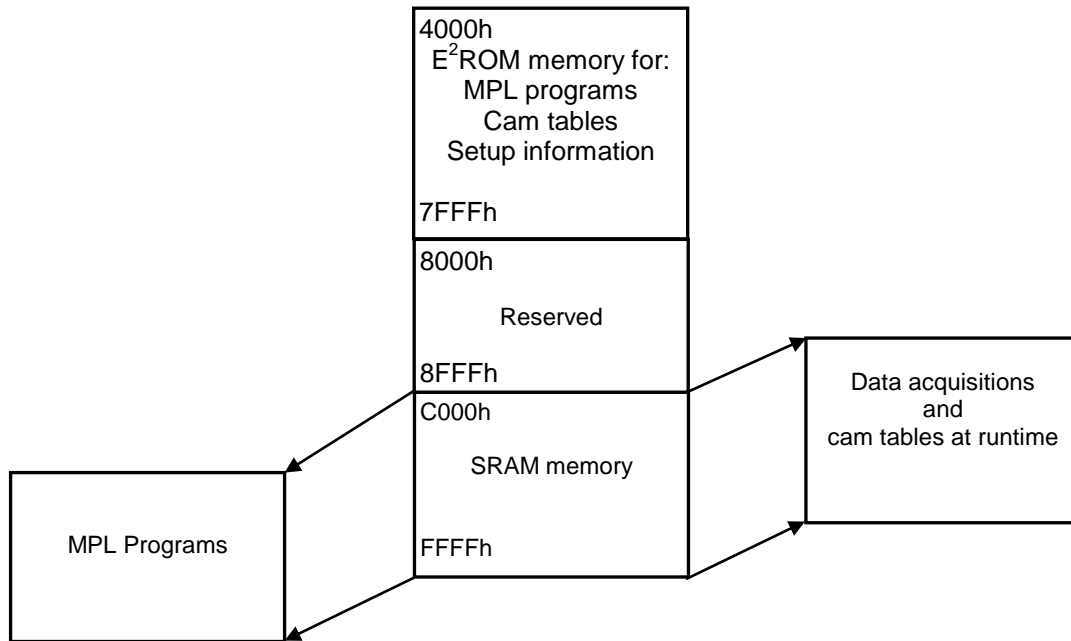 4000h
E²ROM memory for:
MPL programs
Cam tables
Setup information
7FFFh
8000h
Reserved
8FFFh
C000h
SRAM memory
FFFFh
Data acquisitions
and
cam tables at runtime
MPL Programs